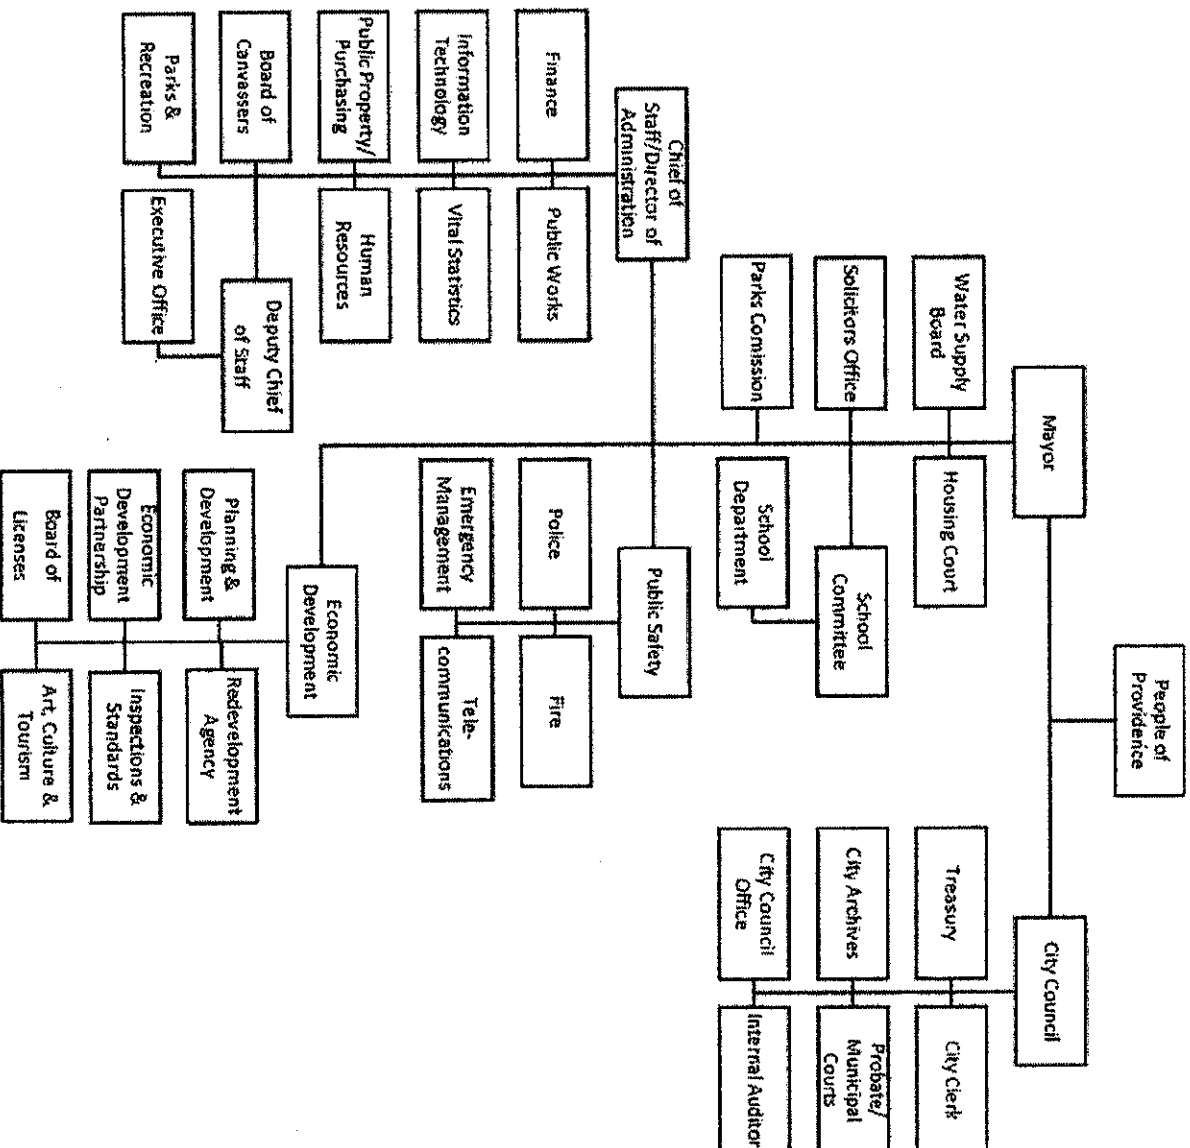 People of
Providence
Mayor
City Council
Water Supply
Board
Housing Court
Treasury
City Clerk
Solicitors Office
School
Committee
City Archives
Probate/
Municipal
Courts
Parks Comission
School
Department
City Council
Office
Internal Auditor
Chief of
Staff/Director of
Administration
Public Safety
Finance
Public Works
Police
Fire
Information
Technology
Vital Statistics
Emergency
Management
Tele-
communications
Public Property/
Purchasing
Human
Resources
Economic
Development
Board of
Canvassers
Deputy Chief
of Staff
Planning &
Development
Redevelopment
Agency
Parks &
Recreation
Executive Office
Economic
Development
Partnership
Inspections &
Standards
Board of
Licenses
Art, Culture &
Tourism